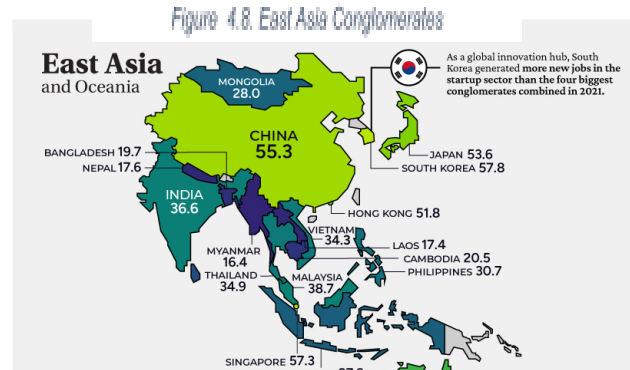 Figure 4.8. East Asia Conglomerates
East Asia
and Oceania
As a global innovation hub, South
Korea generated more new jobs in the
startup sector than the four biggest
conglomerates combined in 2021.
MONGOLIA
28.0
CHINA
55.3
BANGLADESH 19.7
NEPAL 17.6
JAPAN 53.6
SOUTH KOREA 57.8
INDIA
36.6
HONG KONG 51.8
VIETNAM
34.3
LAOS 17.4
CAMBODIA 20.5
PHILIPPINES 30.7
MYANMAR
16.4
THAILAND
34.9
MALAYSIA
38.7
SINGAPORE 57.3